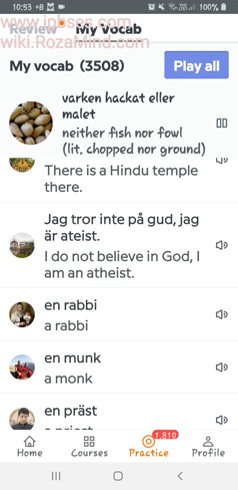 10:53
100%
www.inoses.com
Review
My Vocab
wiki.RozaMind.com
My vocab (3508)
Play all
varken hackat eller
malet
neither fish nor fowl
(lit. chopped nor ground)
There is a Hindu temple
there.
Jag tror inte på gud, jag
är ateist.
I do not believe in God, I
am an atheist.
en rabbi
a rabbi
en munk
a monk
en präst
a priest
1,810
Home
Courses
Practice
Profile